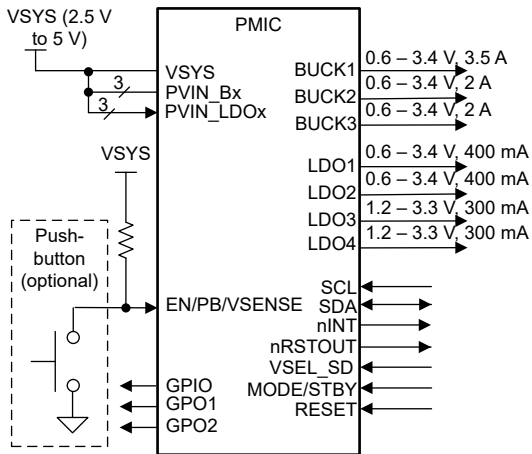 VSYS (2.5 V
to 5 V)
PMIC
VSYS
PVIN_Bx
PVIN_LDOx
3
3
VSYS
Push-
button
(optional)
EN/PB/VSENSE
GPIO
GPO1
GPO2
BUCK1
0.6 – 3.4 V, 3.5 A
BUCK2
0.6 – 3.4 V, 2 A
BUCK3
0.6 – 3.4 V, 2 A
LDO1
0.6 – 3.4 V, 400 mA
LDO2
0.6 – 3.4 V, 400 mA
LDO3
1.2 – 3.3 V, 300 mA
LDO4
1.2 – 3.3 V, 300 mA
SCL
SDA
nINT
nRSTOUT
VSEL_SD
MODE/STBY
RESET